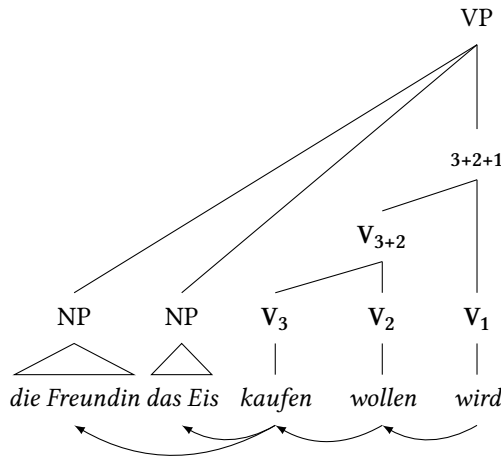 VP
3+2+1
V3+2
NP NP V3 V2 V1
die Freundin das Eis kaufen wollen wird